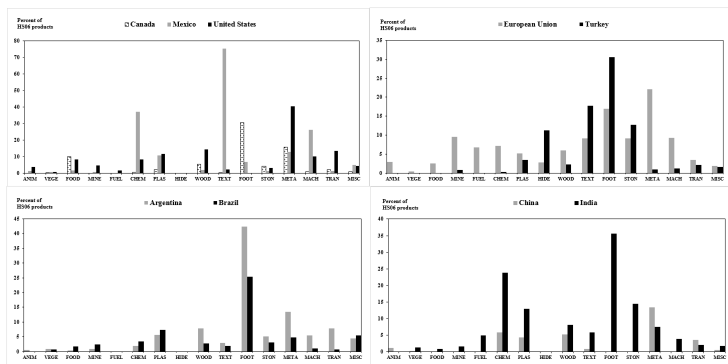 Percent of
HS06 products
Canada Mexico United States
80
70
60
50
40
30
20
10
0
ANIM VEGE FOOD MINE FUEL CHEM PLAS HIDE WOOD TEXT FOOT STON META MACH TRAN MISC
Percent of
HS06 products
European Union Turkey
35
30
25
20
15
10
5
0
ANIM VEGE FOOD MINE FUEL CHEM PLAS HIDE WOOD TEXT FOOT STON META MACH TRAN MISC
Percent of
HS06 products
Argentina Brazil
45
40
35
30
25
20
15
10
5
0
ANIM VEGE FOOD MINE FUEL CHEM PLAS HIDE WOOD TEXT FOOT STON META MACH TRAN MISC
Percent of
HS06 products
China India
40
35
30
25
20
15
10
5
0
ANIM VEGE FOOD MINE FUEL CHEM PLAS HIDE WOOD TEXT FOOT STON META MACH TRAN MISC